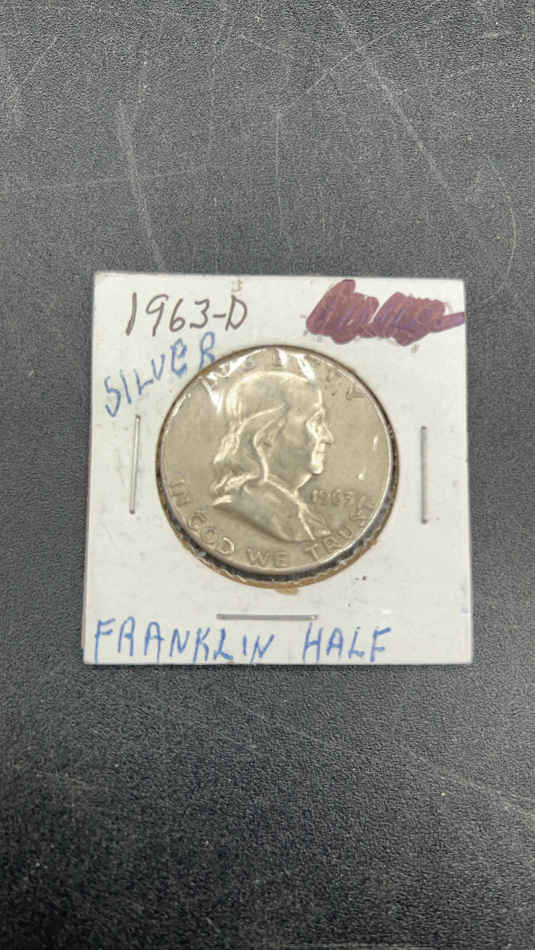 1963-D
SILVER
LIBERTY
1963
IN GOD WE TRUST
FRANKLIN HALF